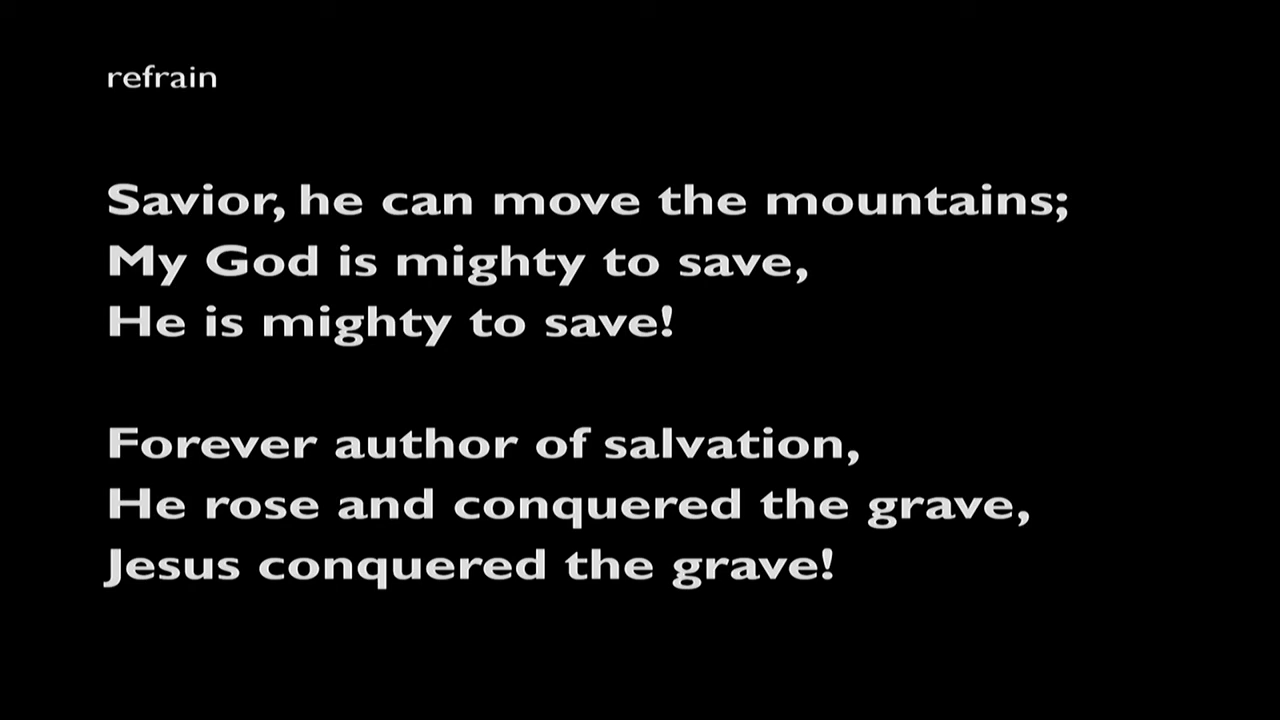 refrain
Savior, he can move the mountains;
My God is mighty to save,
He is mighty to save!
Forever author of salvation,
He rose and conquered the grave,
Jesus conquered the grave!